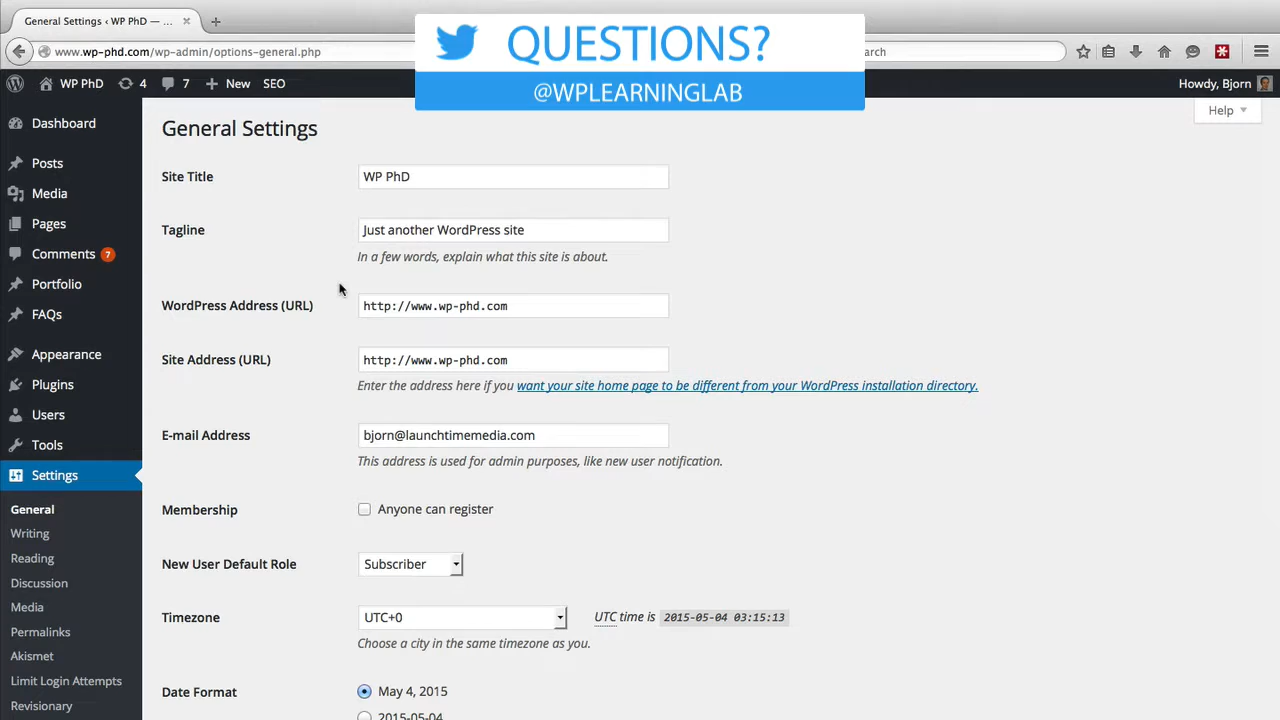 General Settings ‹ WP PhD — ...
www.wp-phd.com/wp-admin/options-general.php
QUESTIONS?
@WPLEARNINGLAB
WP PhD
4
7
New
SEO
Howdy, Bjorn
Help
Dashboard
Posts
Media
Pages
Comments 7
Portfolio
FAQs
Appearance
Plugins
Users
Tools
Settings
General
Writing
Reading
Discussion
Media
Permalinks
Akismet
Limit Login Attempts
Revisionary
General Settings
Site Title
WP PhD
Tagline
Just another WordPress site
In a few words, explain what this site is about.
WordPress Address (URL)
http://www.wp-phd.com
Site Address (URL)
http://www.wp-phd.com
Enter the address here if you want your site home page to be different from your WordPress installation directory.
E-mail Address
bjorn@launchtimemedia.com
This address is used for admin purposes, like new user notification.
Membership
Anyone can register
New User Default Role
Subscriber
Timezone
UTC+0
UTC time is 2015-05-04 03:15:13
Choose a city in the same timezone as you.
Date Format
May 4, 2015
2015-05-04